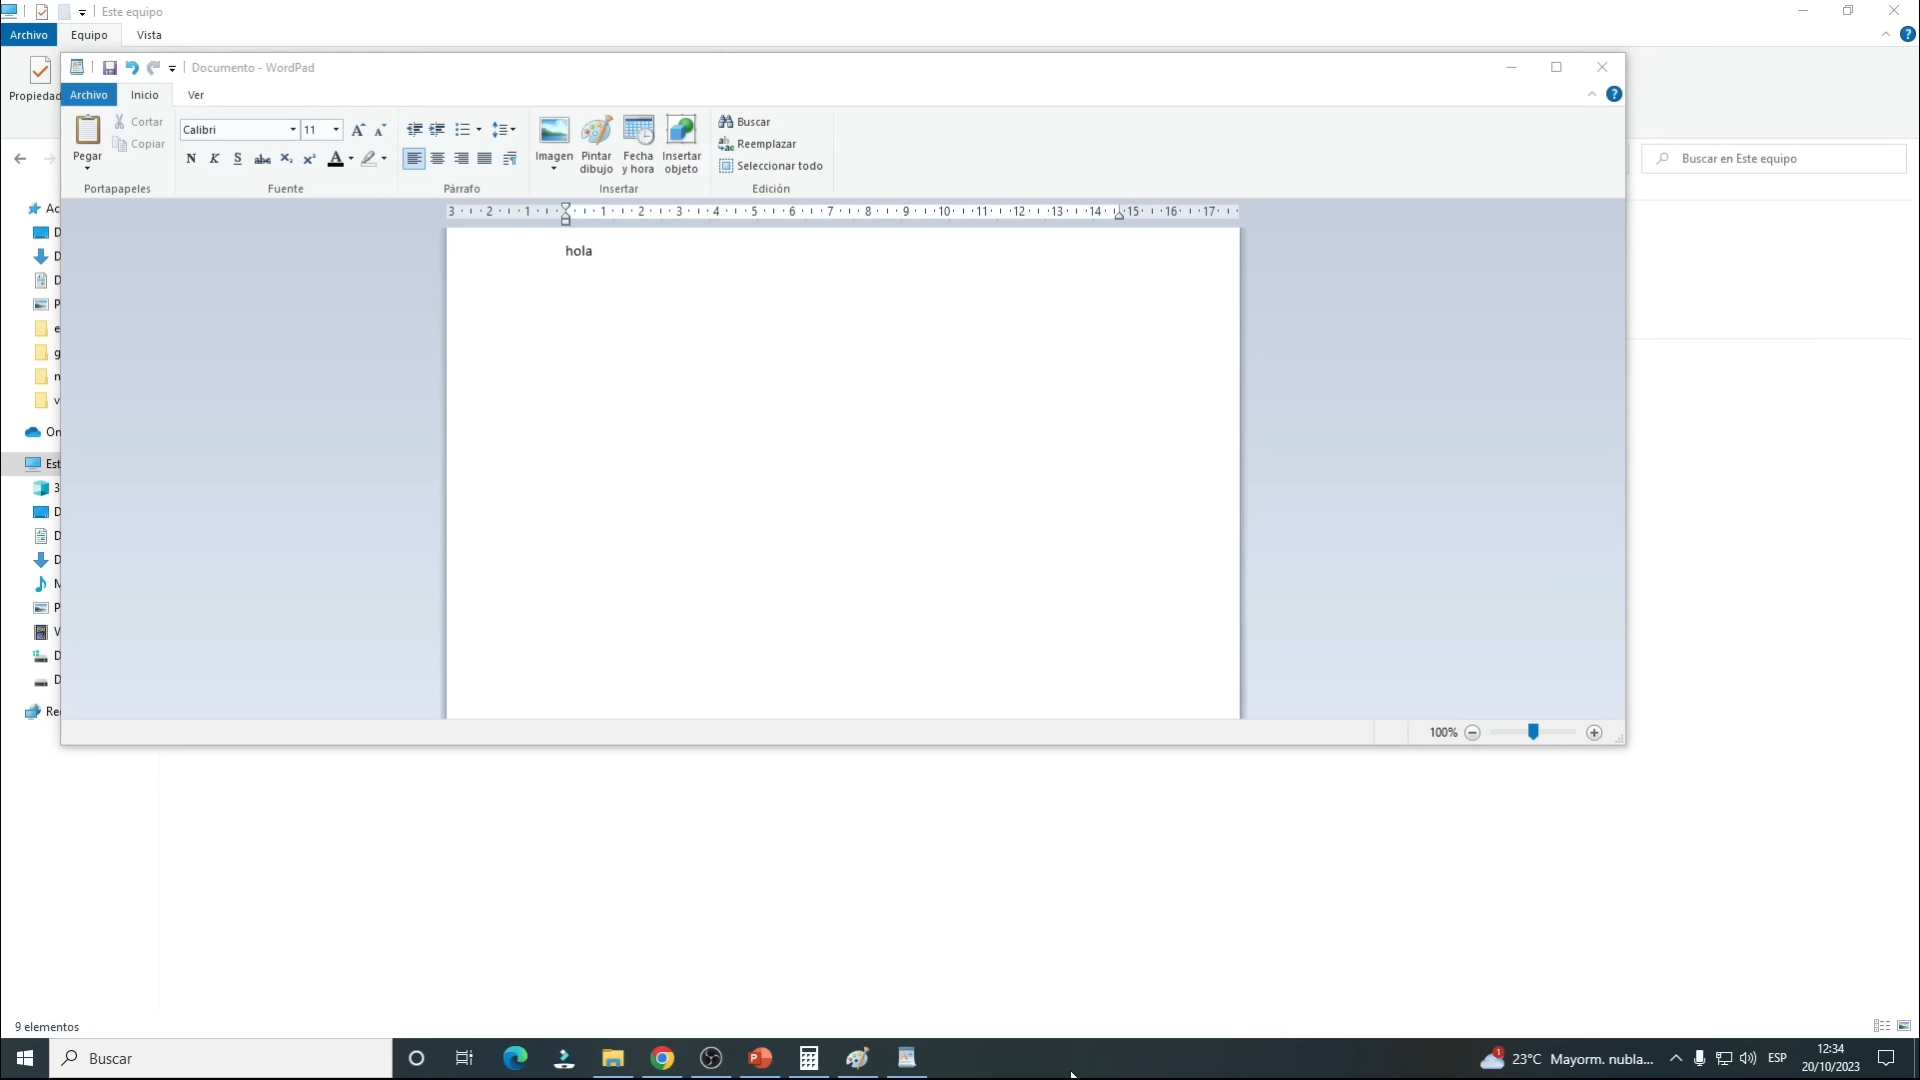 Este equipo
Archivo Equipo Vista
Documento - WordPad
Archivo Inicio Ver
Pegar
Cortar
Copiar
Portapapeles
Calibri 11
N K S abc X₂ X² A
Fuente
Párrafo
Imagen
Pintar dibujo
Fecha y hora
Insertar objeto
Insertar
Buscar
Reemplazar
Seleccionar todo
Edición
Buscar en Este equipo
3 2 1 1 2 3 4 5 6 7 8 9 10 11 12 13 14 15 16 17
hola
100%
9 elementos
Buscar
23°C Mayorm. nubla...
ESP
12:34
20/10/2023